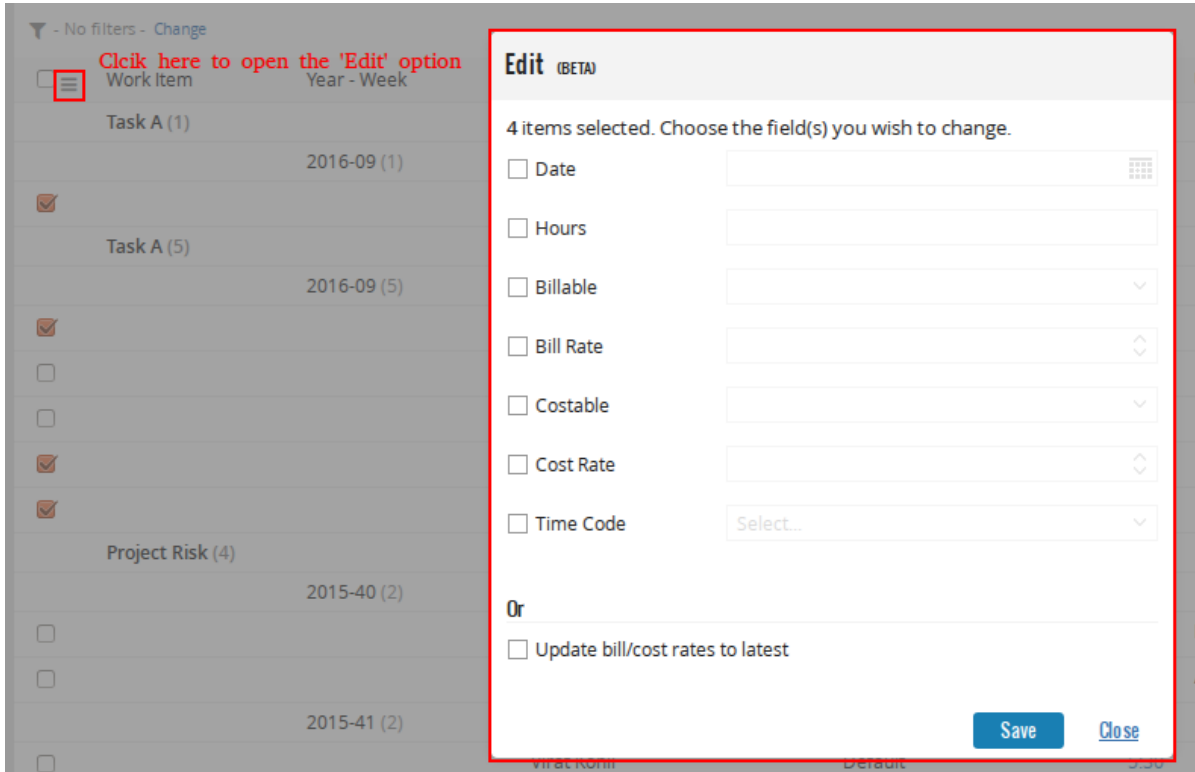 - No filters - Change
Clcik here to open the 'Edit' option
Work Item Year - Week
Task A (1)
2016-09 (1)
Task A (5)
2016-09 (5)
Project Risk (4)
2015-40 (2)
2015-41 (2)
Edit (BETA)
4 items selected. Choose the field(s) you wish to change.
Date
Hours
Billable
Bill Rate
Costable
Cost Rate
Time Code Select...
Or
Update bill/cost rates to latest
Save Close
Virat Kohli Default